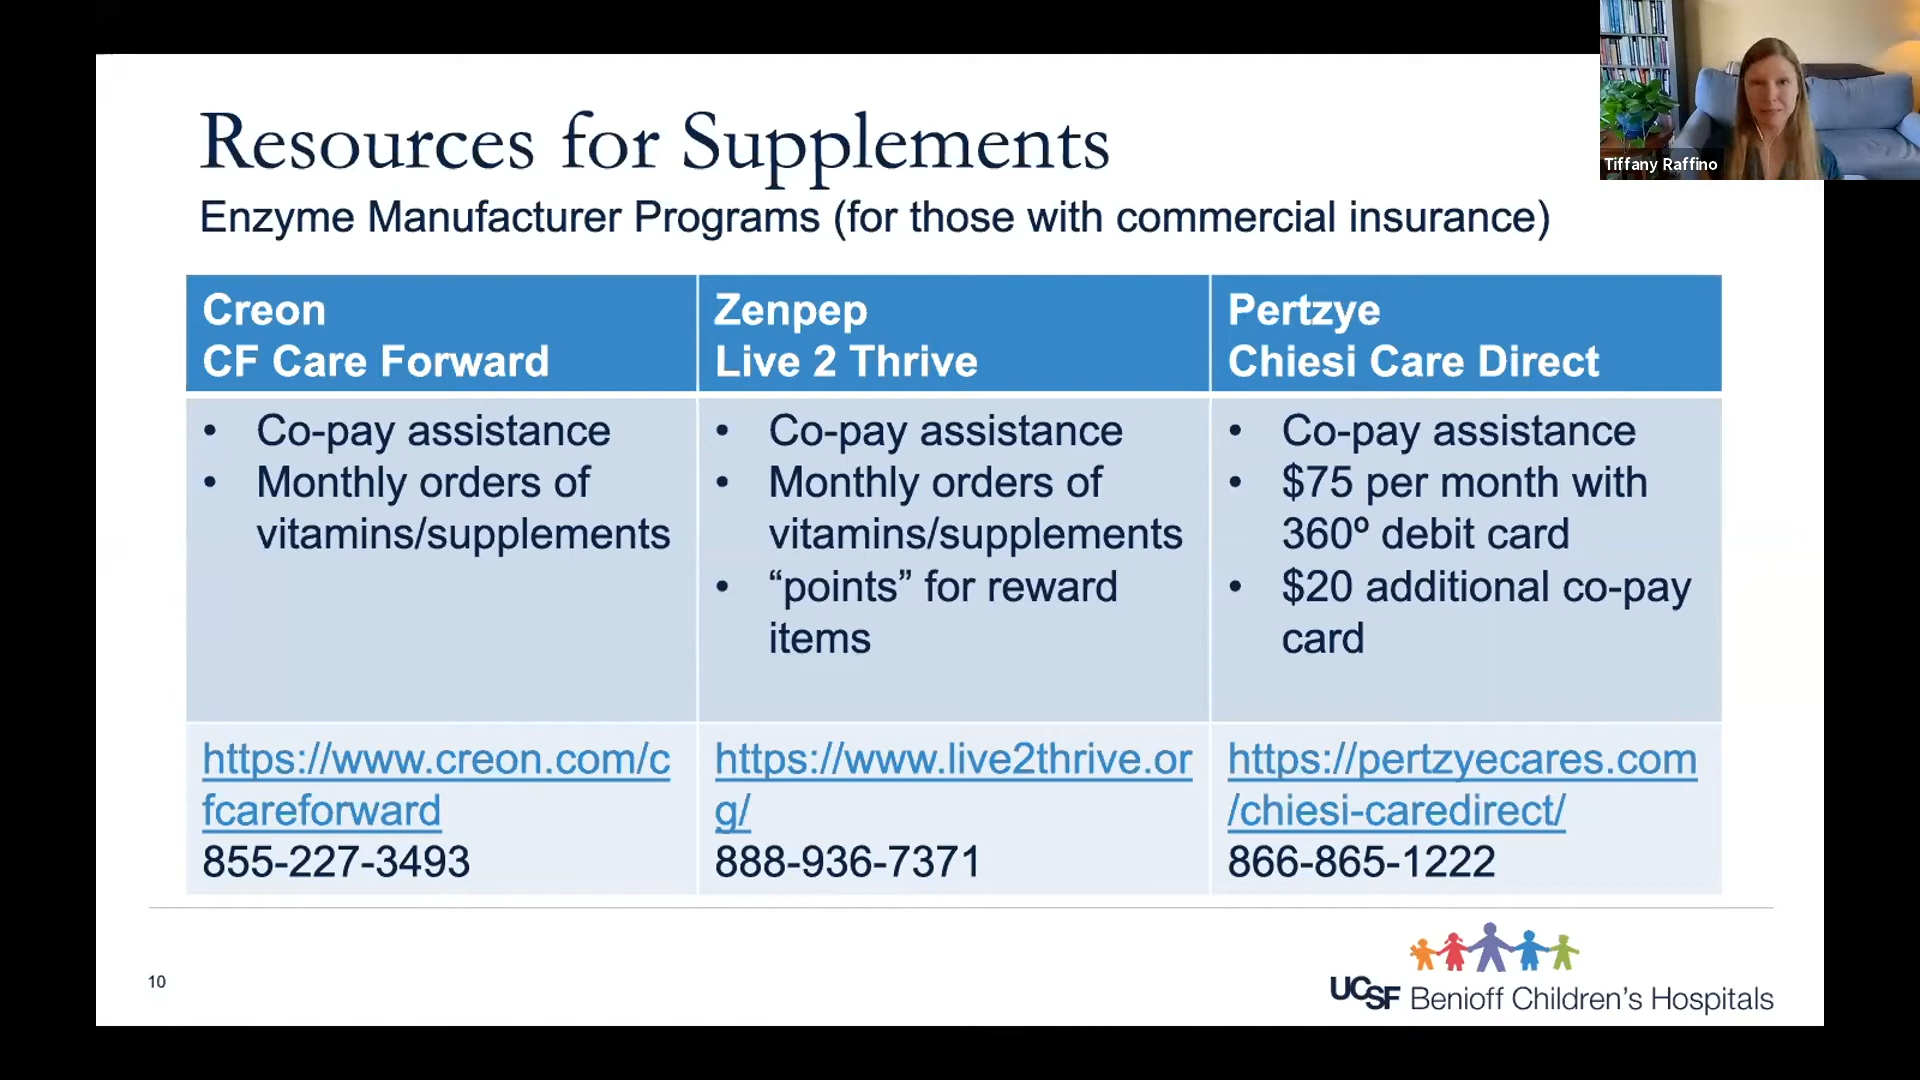 Tiffany Raffino
Resources for Supplements
Enzyme Manufacturer Programs (for those with commercial insurance)
Creon
CF Care Forward
Zenpep
Live 2 Thrive
Pertzye
Chiesi Care Direct
• Co-pay assistance
• Monthly orders of
vitamins/supplements
• Co-pay assistance
• Monthly orders of
vitamins/supplements
• “points” for reward
items
• Co-pay assistance
• $75 per month with
360º debit card
• $20 additional co-pay
card
https://www.creon.com/c
fcareforward
855-227-3493
https://www.live2thrive.or
g/
888-936-7371
https://pertzyecares.com
/chiesi-caredirect/
866-865-1222
10
UCSF Benioff Children’s Hospitals